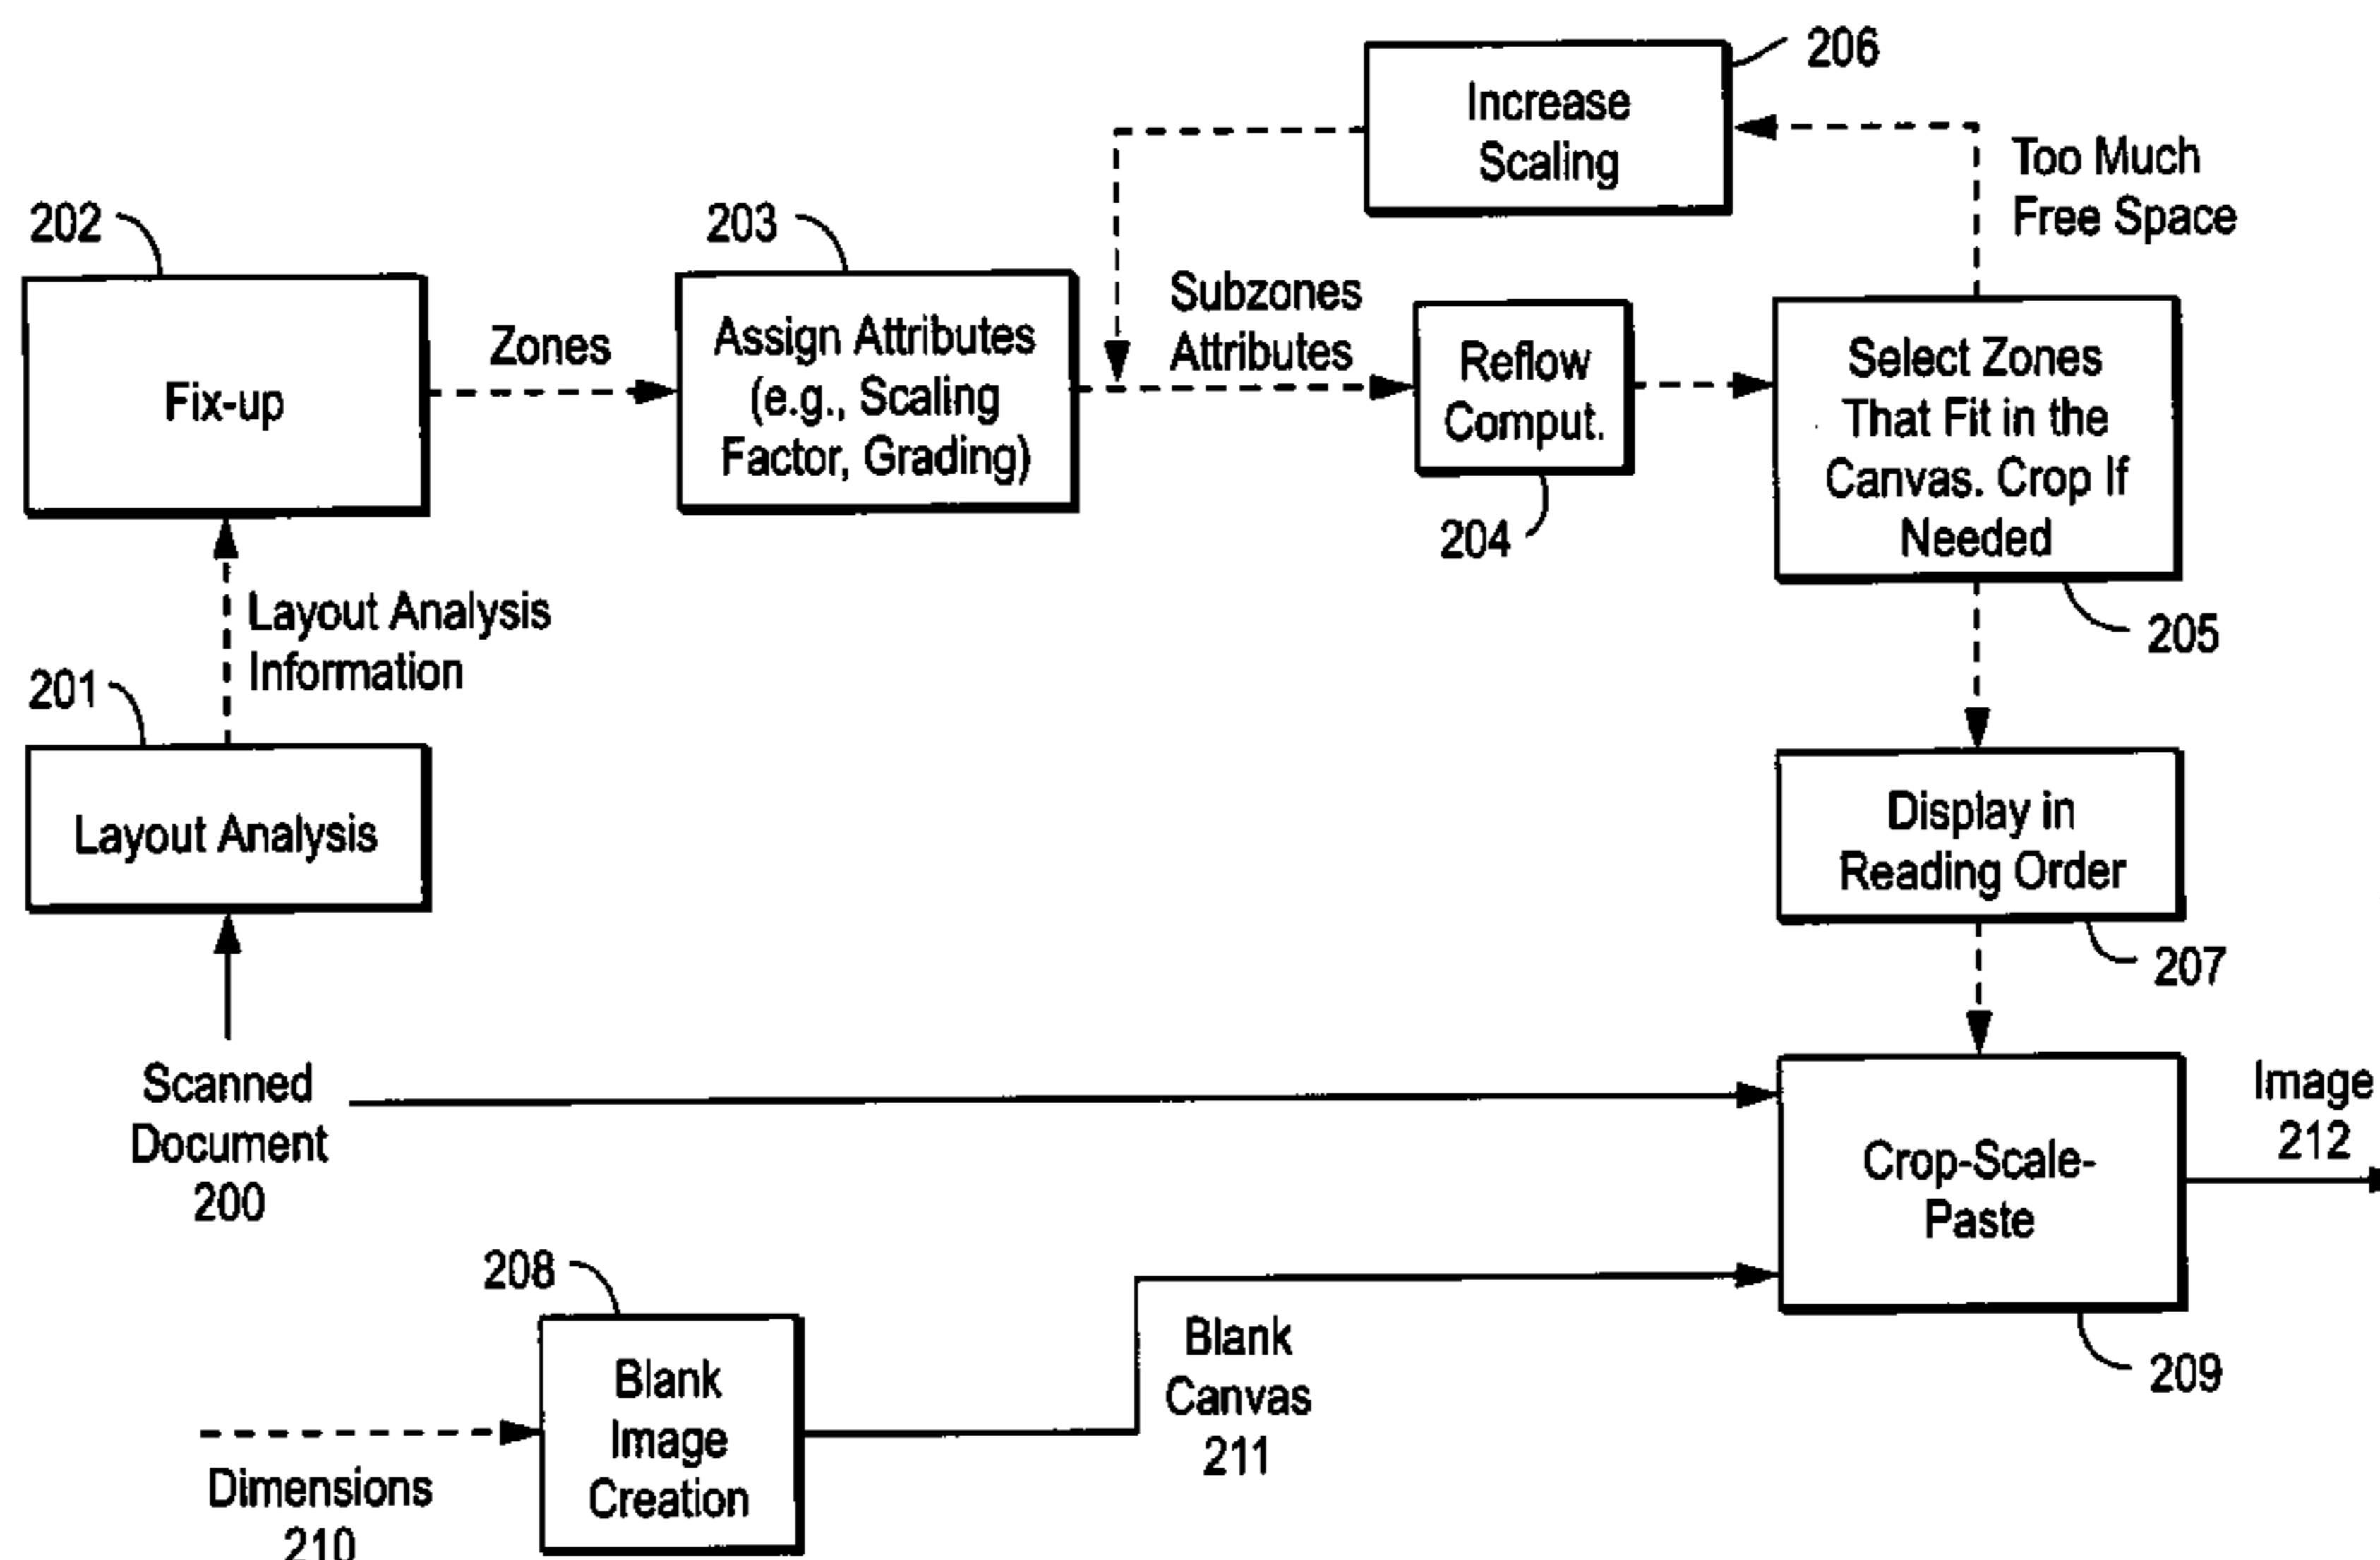 206
Increase
Scaling
Too Much
Free Space
202
203
Fix-up
Zones
Assign Attributes
(e.g., Scaling
Factor, Grading)
Subzones
Attributes
Reflow
Comput.
204
Select Zones
That Fit in the
Canvas. Crop If
Needed
205
Layout Analysis
Information
201
Layout Analysis
Display in
Reading Order
207
Scanned
Document
200
Crop-Scale-
Paste
209
Image
212
208
Blank
Image
Creation
Blank
Canvas
211
Dimensions
210